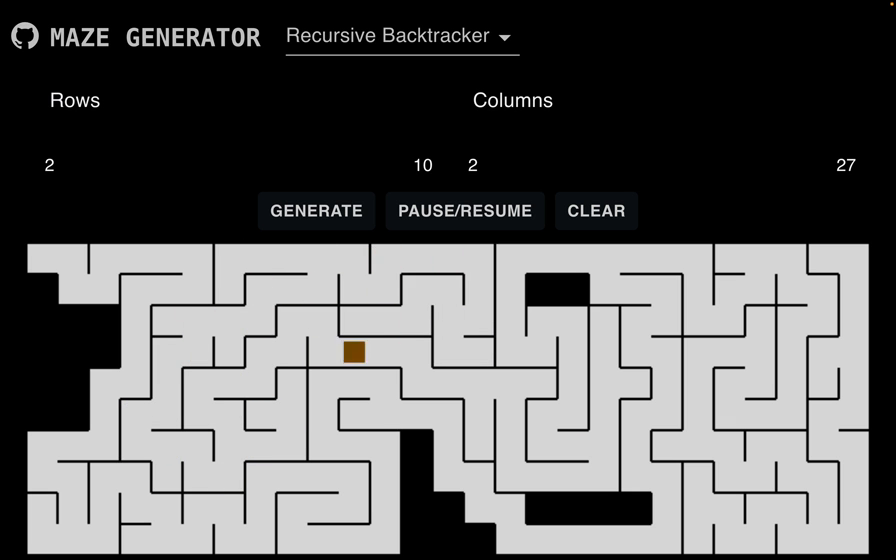 MAZE GENERATOR
Recursive Backtracker
Rows
Columns
2
10
2
27
GENERATE
PAUSE/RESUME
CLEAR